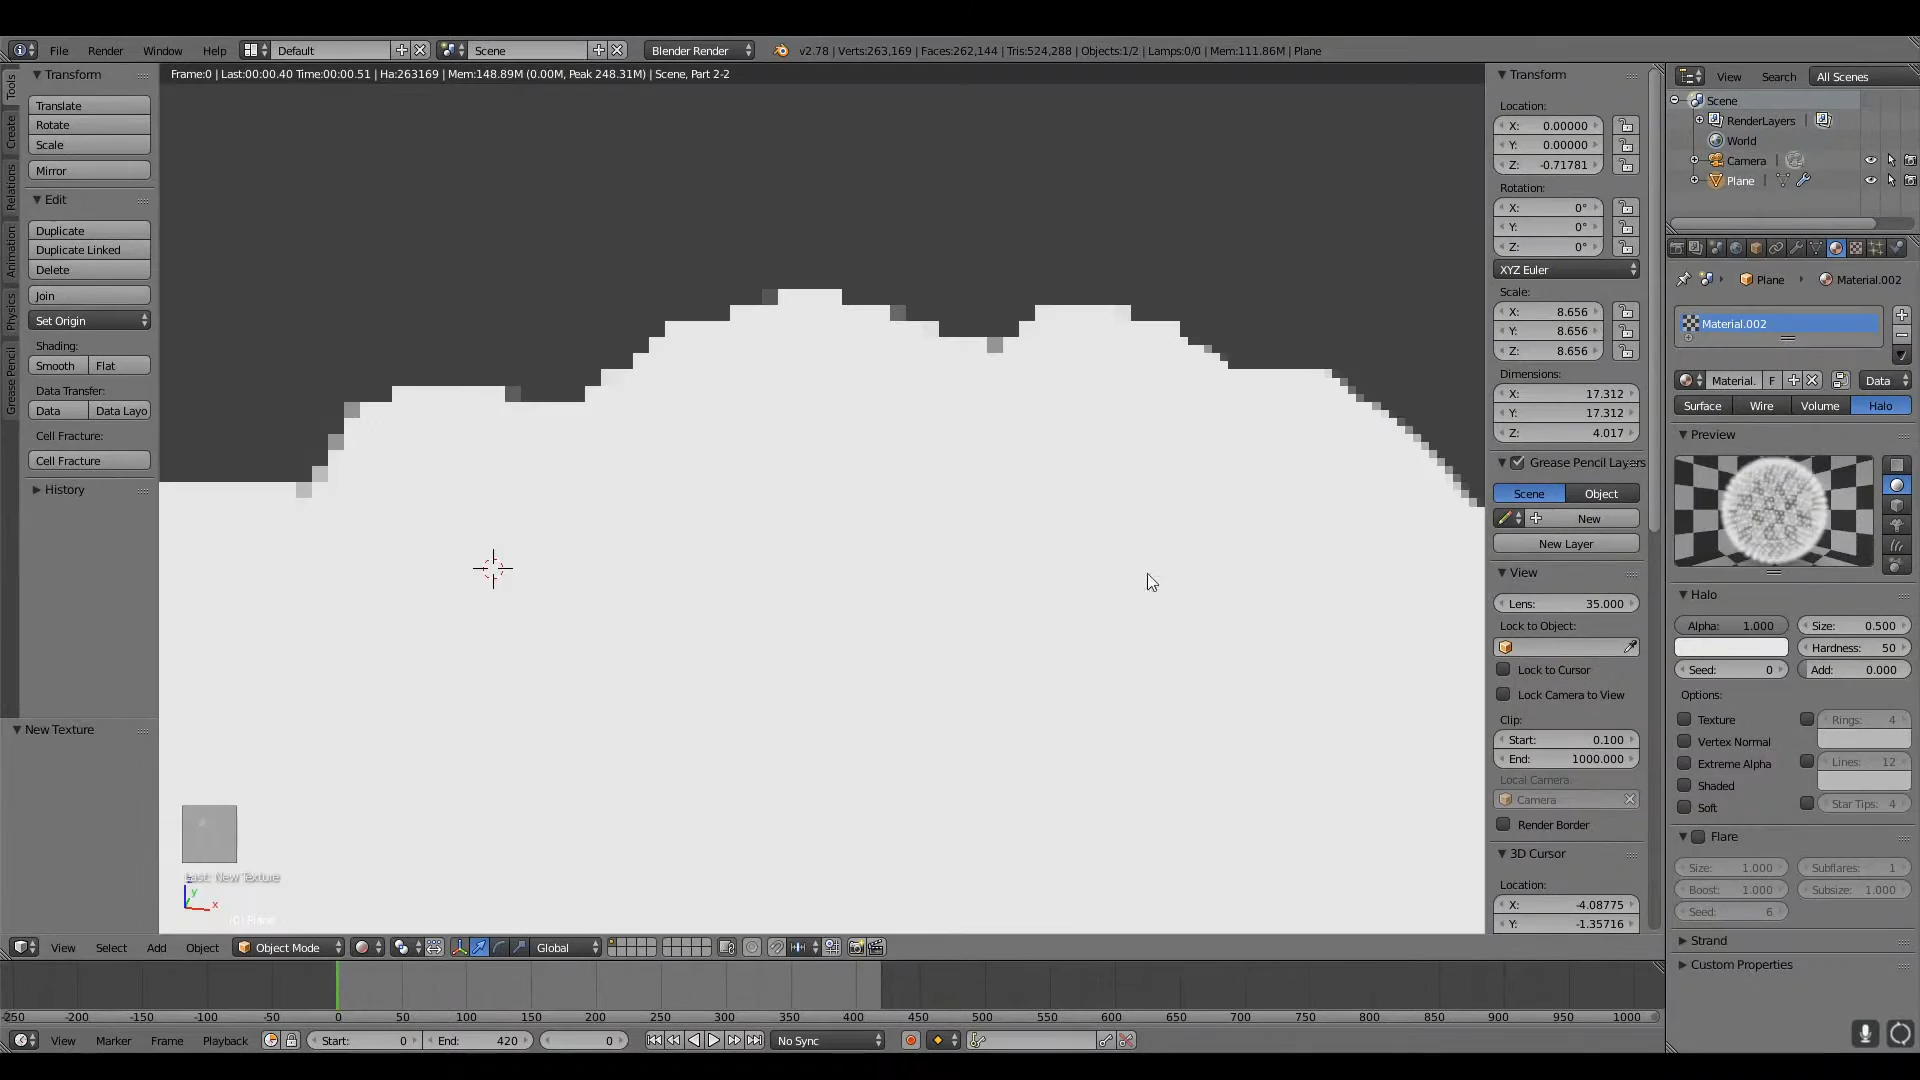 File Render Window Help Default Scene Blender Render v2.78 | Verts:263,169 | Faces:262,144 | Tris:524,288 | Objects:1/2 | Lamps:0/0 | Mem:111.86M | Plane
Frame:0 | Last:00:00.40 Time:00:00.51 | Ha:263169 | Mem:148.89M (0.00M, Peak 248.31M) | Scene, Part 2-2
Tools
Create
Relations
Animation
Physics
Grease Pencil
Transform
Translate
Rotate
Scale
Mirror
Edit
Duplicate
Duplicate Linked
Delete
Join
Set Origin
Shading:
Smooth Flat
Data Transfer:
Data Data Layo
Cell Fracture:
Cell Fracture
History
New Texture
Last: New Texture
z
y
x
(0) Plane
Transform
Location:
X: 0.00000
Y: 0.00000
Z: -0.71781
Rotation:
X: 0°
Y: 0°
Z: 0°
XYZ Euler
Scale:
X: 8.656
Y: 8.656
Z: 8.656
Dimensions:
X: 17.312
Y: 17.312
Z: 4.017
Grease Pencil Layers
Scene Object
New
New Layer
View
Lens: 35.000
Lock to Object:
Lock to Cursor
Lock Camera to View
Clip:
Start: 0.100
End: 1000.000
Local Camera:
Camera
Render Border
3D Cursor
Location:
X: -4.08775
Y: -1.35716
View Search All Scenes
Scene
RenderLayers |
World
Camera |
Plane |
Plane Material.002
Material.002
Material. F Data
Surface Wire Volume Halo
Preview
Halo
Alpha: 1.000 Size: 0.500
Hardness: 50
Seed: 0 Add: 0.000
Options:
Texture Rings: 4
Vertex Normal
Extreme Alpha Lines: 12
Shaded
Soft Star Tips: 4
Flare
Size: 1.000 Subflares: 1
Boost: 1.000 Subsize: 1.000
Seed: 6
Strand
Custom Properties
View Select Add Object Object Mode Global
-250 -200 -150 -100 -50 0 50 100 150 200 250 300 350 400 450 500 550 600 650 700 750 800 850 900 950 1000
View Marker Frame Playback Start: 0 End: 420 0 No Sync